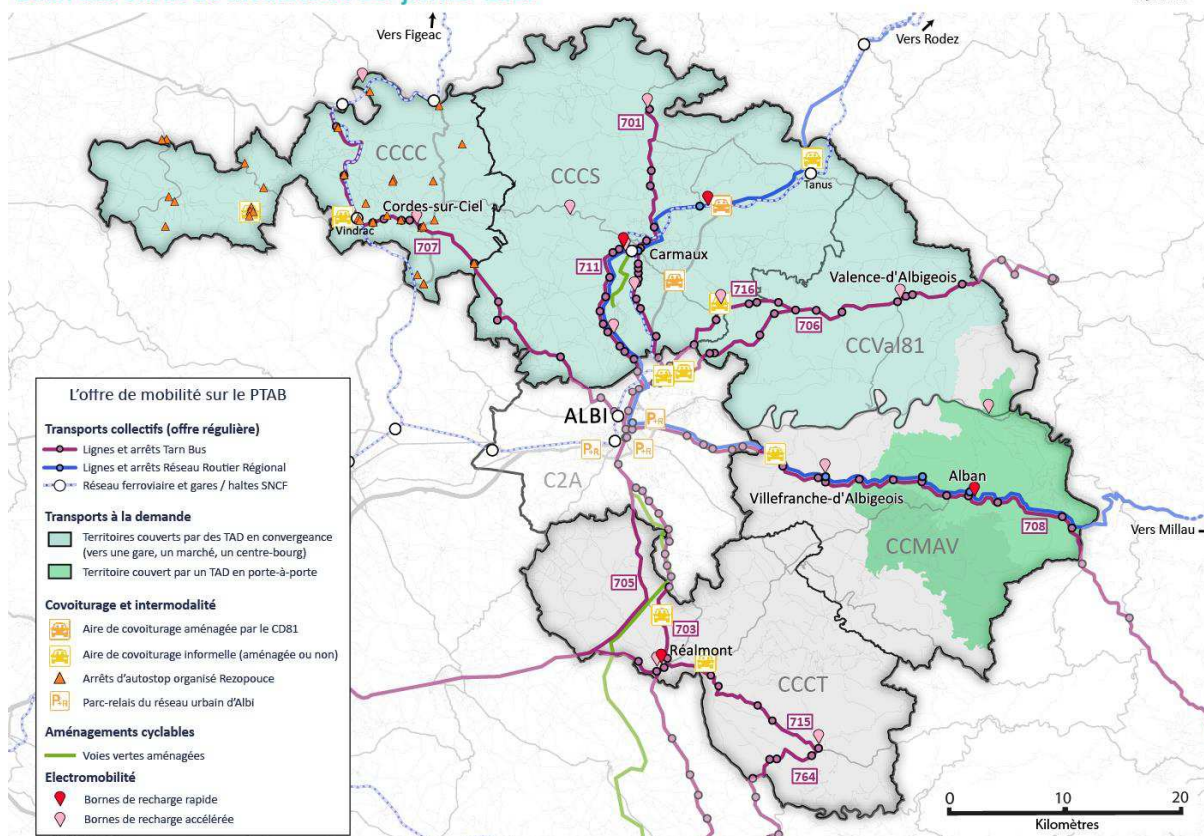 Vers Figeac
Vers Rodez
701
CCCC
CCCS
Tanus
Cordes-sur-Ciel
Vindrac
707
711
Carmaux
Valence-d'Albigeois
716
706
CCVal81
ALBI
P+R
P+R
P+R
C2A
Alban
Villefranche-d'Albigeois
708
Vers Millau
CCMAV
705
703
Réalmont
CCCT
715
764
L'offre de mobilité sur le PTAB
Transports collectifs (offre régulière)
Lignes et arrêts Tarn Bus
Lignes et arrêts Réseau Routier Régional
Réseau ferroviaire et gares / haltes SNCF
Transports à la demande
Territoires couverts par des TAD en convergeance
(vers une gare, un marché, un centre-bourg)
Territoire couvert par un TAD en porte-à-porte
Covoiturage et intermodalité
Aire de covoiturage aménagée par le CD81
Aire de covoiturage informelle (aménagée ou non)
Arrêts d'autostop organisé Rezopouce
P+R Parc-relais du réseau urbain d'Albi
Aménagements cyclables
Voies vertes aménagées
Electromobilité
Bornes de recharge rapide
Bornes de recharge accélérée
0 10 20
Kilomètres